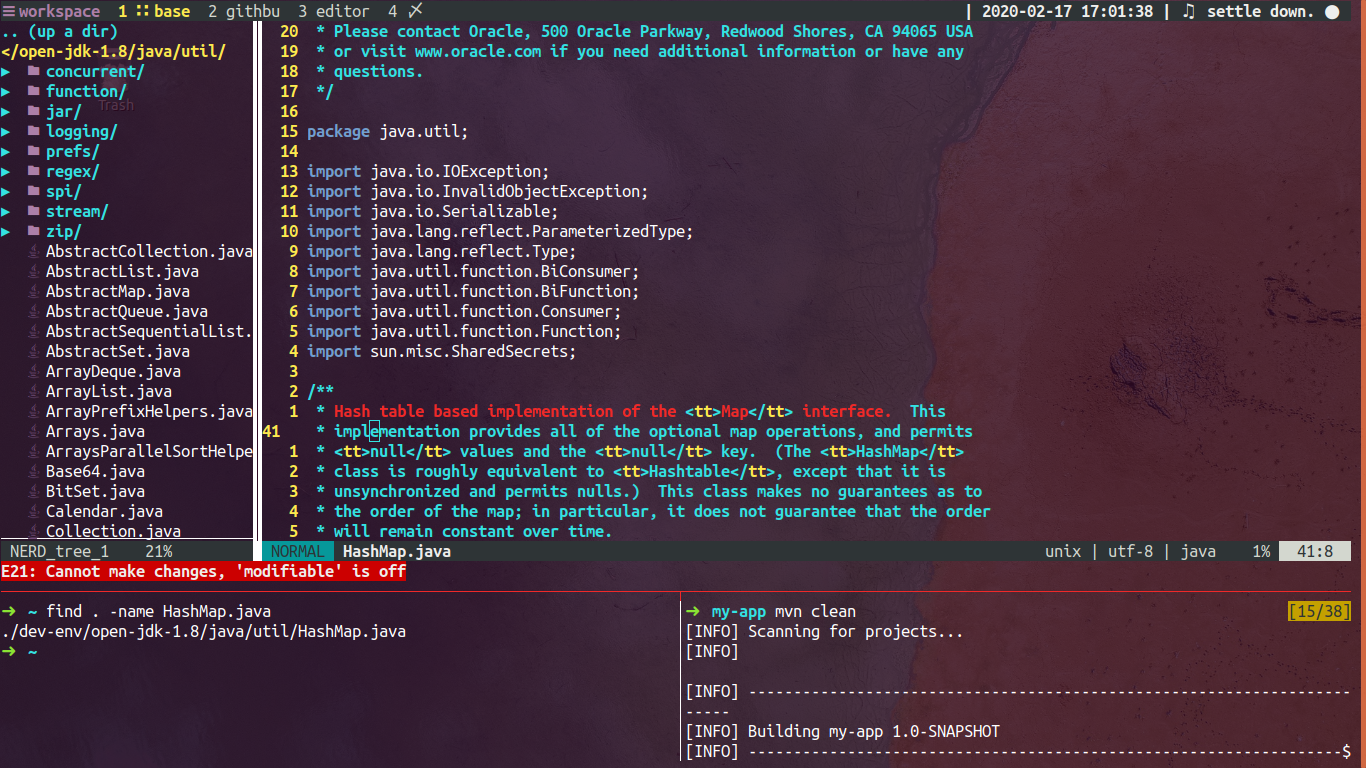 workspace 1 base 2 githbu 3 editor 4 | 2020-02-17 17:01:38 | ♫ settle down.
.. (up a dir)
</open-jdk-1.8/java/util/
▸ concurrent/
▸ function/
Trash
▸ jar/
▸ logging/
▸ prefs/
▸ regex/
▸ spi/
▸ stream/
▸ zip/
AbstractCollection.java
AbstractList.java
AbstractMap.java
AbstractQueue.java
AbstractSequentialList.
AbstractSet.java
ArrayDeque.java
ArrayList.java
ArrayPrefixHelpers.java
Arrays.java
ArraysParallelSortHelpe
Base64.java
BitSet.java
Calendar.java
Collection.java
NERD_tree_1 21%
20 * Please contact Oracle, 500 Oracle Parkway, Redwood Shores, CA 94065 USA
19 * or visit www.oracle.com if you need additional information or have any
18 * questions.
17 */
16
15 package java.util;
14
13 import java.io.IOException;
12 import java.io.InvalidObjectException;
11 import java.io.Serializable;
10 import java.lang.reflect.ParameterizedType;
9 import java.lang.reflect.Type;
8 import java.util.function.BiConsumer;
7 import java.util.function.BiFunction;
6 import java.util.function.Consumer;
5 import java.util.function.Function;
4 import sun.misc.SharedSecrets;
3
2 /**
1 * Hash table based implementation of the <tt>Map</tt> interface. This
41 * implementation provides all of the optional map operations, and permits
1 * <tt>null</tt> values and the <tt>null</tt> key. (The <tt>HashMap</tt>
2 * class is roughly equivalent to <tt>Hashtable</tt>, except that it is
3 * unsynchronized and permits nulls.) This class makes no guarantees as to
4 * the order of the map; in particular, it does not guarantee that the order
5 * will remain constant over time.
NORMAL HashMap.java unix | utf-8 | java 1% 41:8
E21: Cannot make changes, 'modifiable' is off
➜ ~ find . -name HashMap.java
./dev-env/open-jdk-1.8/java/util/HashMap.java
➜ ~
➜ my-app mvn clean [15/38]
[INFO] Scanning for projects...
[INFO]
[INFO] -------------------------------------------------------------------
-----
[INFO] Building my-app 1.0-SNAPSHOT
[INFO] ------------------------------------------------------------------$